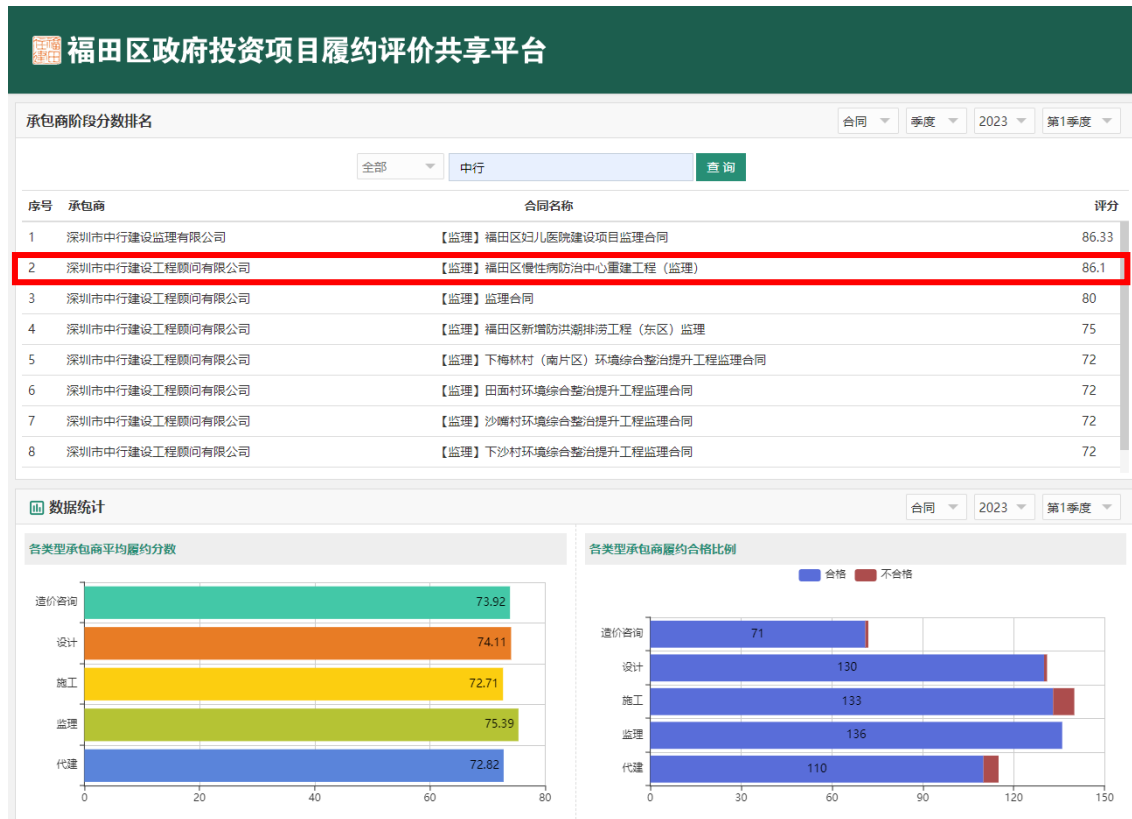 福田区政府投资项目履约评价共享平台
承包商阶段分数排名 合同 季度 2023 第1季度
全部 中行 查询
序号 承包商 合同名称 评分
1 深圳市中行建设监理有限公司 【监理】福田区妇儿医院建设项目监理合同 86.33
2 深圳市中行建设工程顾问有限公司 【监理】福田区慢性病防治中心重建工程（监理） 86.1
3 深圳市中行建设工程顾问有限公司 【监理】监理合同 80
4 深圳市中行建设工程顾问有限公司 【监理】福田区新增防洪潮排涝工程（东区）监理 75
5 深圳市中行建设工程顾问有限公司 【监理】下梅林村（南片区）环境综合整治提升工程监理合同 72
6 深圳市中行建设工程顾问有限公司 【监理】田面村环境综合整治提升工程监理合同 72
7 深圳市中行建设工程顾问有限公司 【监理】沙嘴村环境综合整治提升工程监理合同 72
8 深圳市中行建设工程顾问有限公司 【监理】下沙村环境综合整治提升工程监理合同 72
数据统计 合同 2023 第1季度
各类型承包商平均履约分数
造价咨询 73.92
设计 74.11
施工 72.71
监理 75.39
代建 72.82
0 20 40 60 80
各类型承包商履约合格比例
合格 不合格
造价咨询 71
设计 130
施工 133
监理 136
代建 110
0 30 60 90 120 150